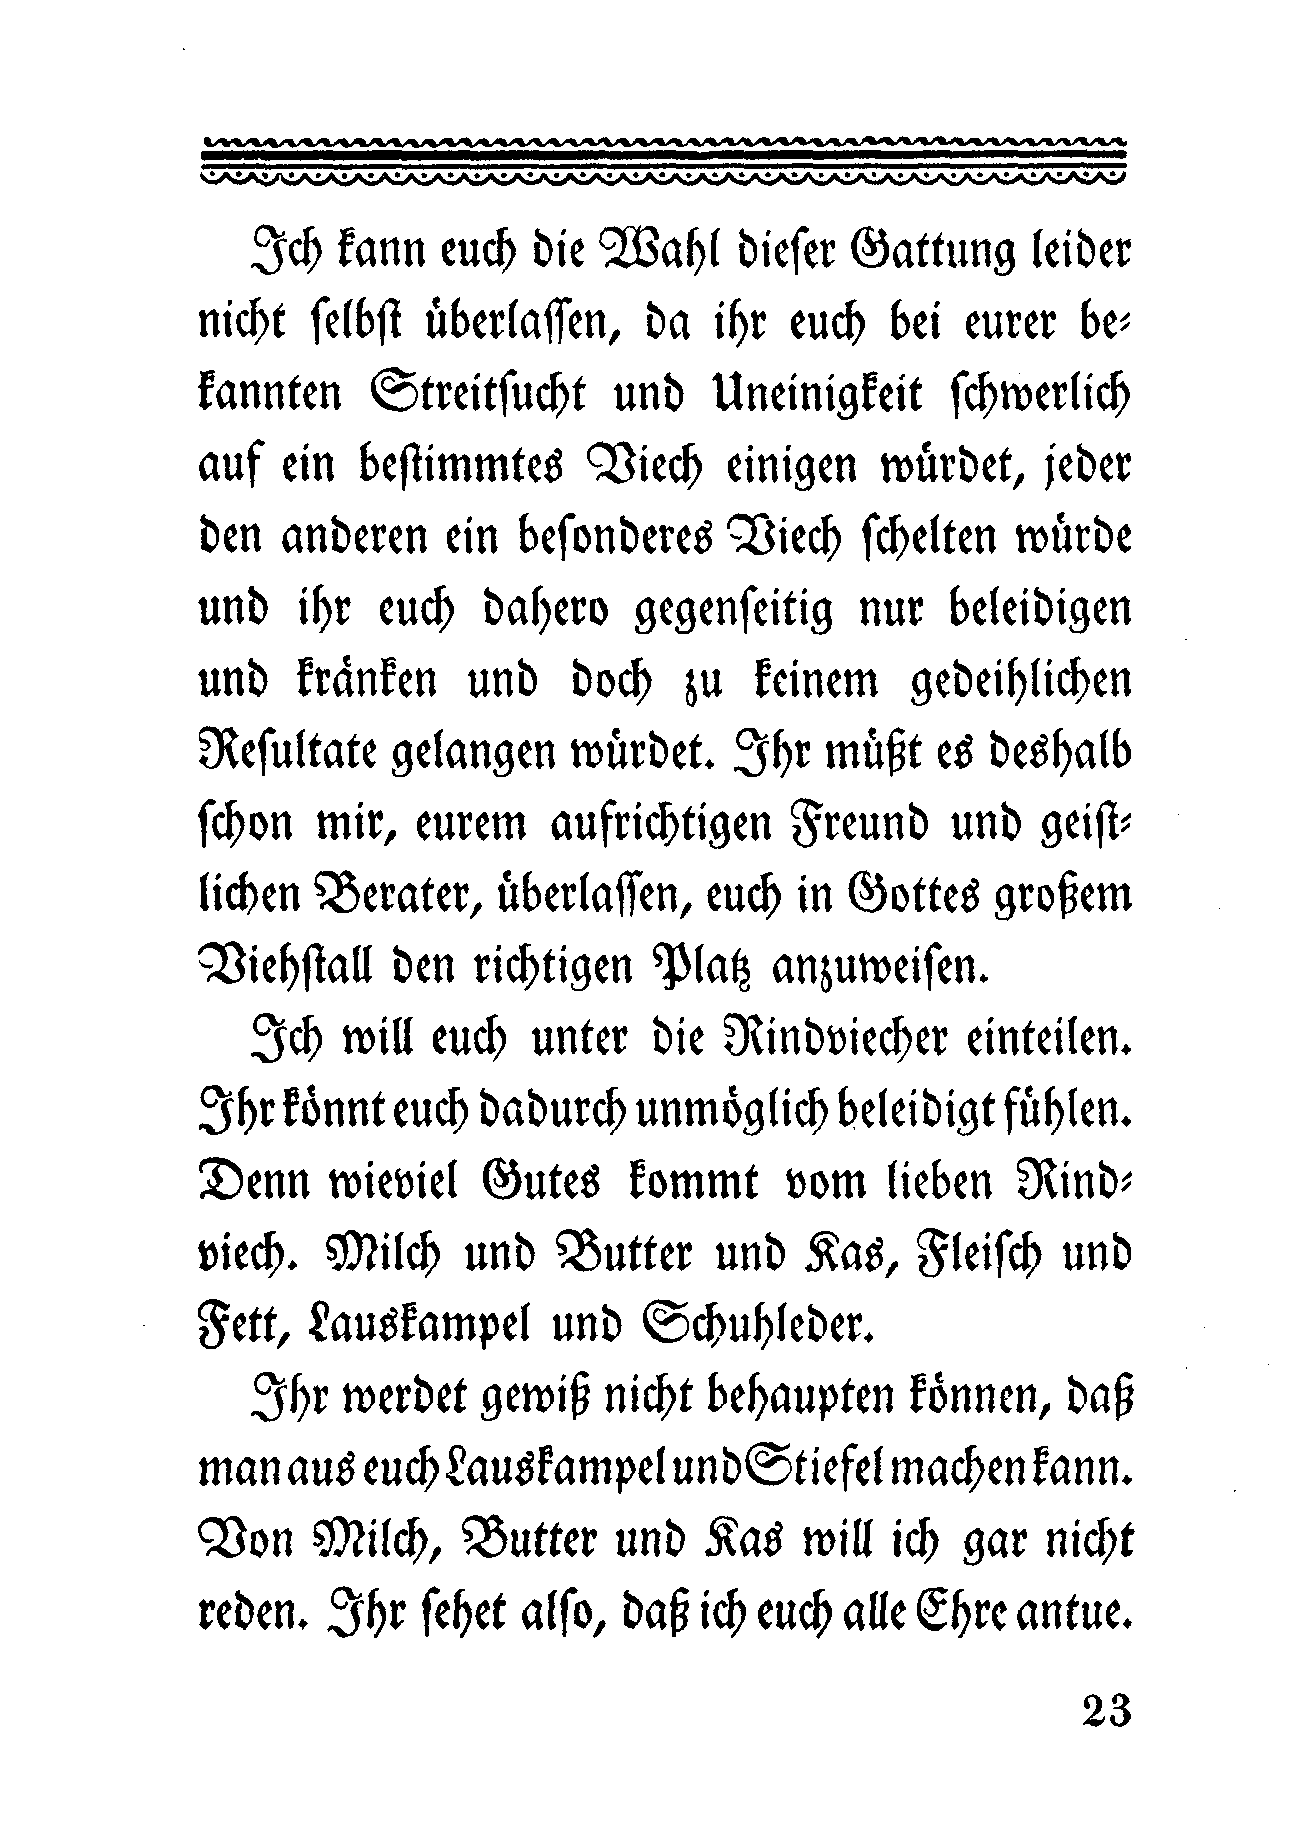 Ich kann euch die Wahl dieſer Gattung leider
nicht ſelbſt überlaſſen, da ihr euch bei eurer be⸗
kannten Streitſucht und Uneinigkeit ſchwerlich
auf ein beſtimmtes Viech einigen würdet, jeder
den anderen ein beſonderes Viech ſchelten würde
und ihr euch dahero gegenſeitig nur beleidigen
und kränken und doch zu keinem gedeihlichen
Reſultate gelangen würdet. Ihr müßt es deshalb
ſchon mir, eurem aufrichtigen Freund und geiſt⸗
lichen Berater, überlaſſen, euch in Gottes großem
Viehſtall den richtigen Platz anzuweiſen.
Ich will euch unter die Rindviecher einteilen.
Ihr könnt euch dadurch unmöglich beleidigt fühlen.
Denn wieviel Gutes kommt vom lieben Rind⸗
viech. Milch und Butter und Kas, Fleiſch und
Fett, Lauskampel und Schuhleder.
Ihr werdet gewiß nicht behaupten können, daß
man aus euch Lauskampel und Stiefel machen kann.
Von Milch, Butter und Kas will ich gar nicht
reden. Ihr ſehet alſo, daß ich euch alle Ehre antue.
23